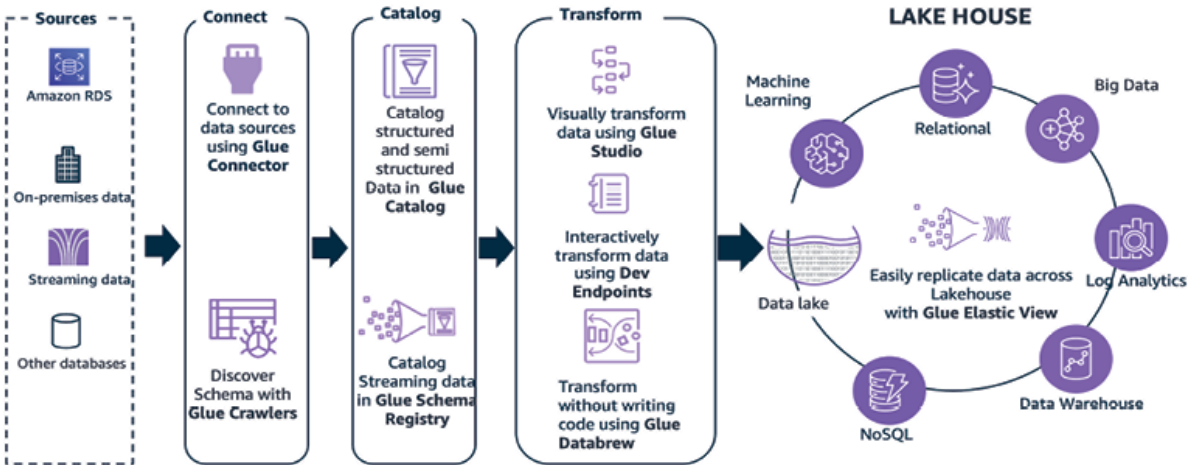 Sources
Amazon RDS
On-premises data
Streaming data
Other databases
Connect
Connect to
data sources
using Glue
Connector
Discover
Schema with
Glue Crawlers
Catalog
Catalog
structured
and semi
structured
Data in Glue
Catalog
Catalog
Streaming data
in Glue Schema
Registry
Transform
Visually transform
data using Glue
Studio
Interactively
transform data
using Dev
Endpoints
Transform
without writing
code using Glue
Databrew
LAKE HOUSE
Machine
Learning
Relational
Big Data
Log Analytics
Data Warehouse
NoSQL
Data lake
Easily replicate data across
Lakehouse
with Glue Elastic View